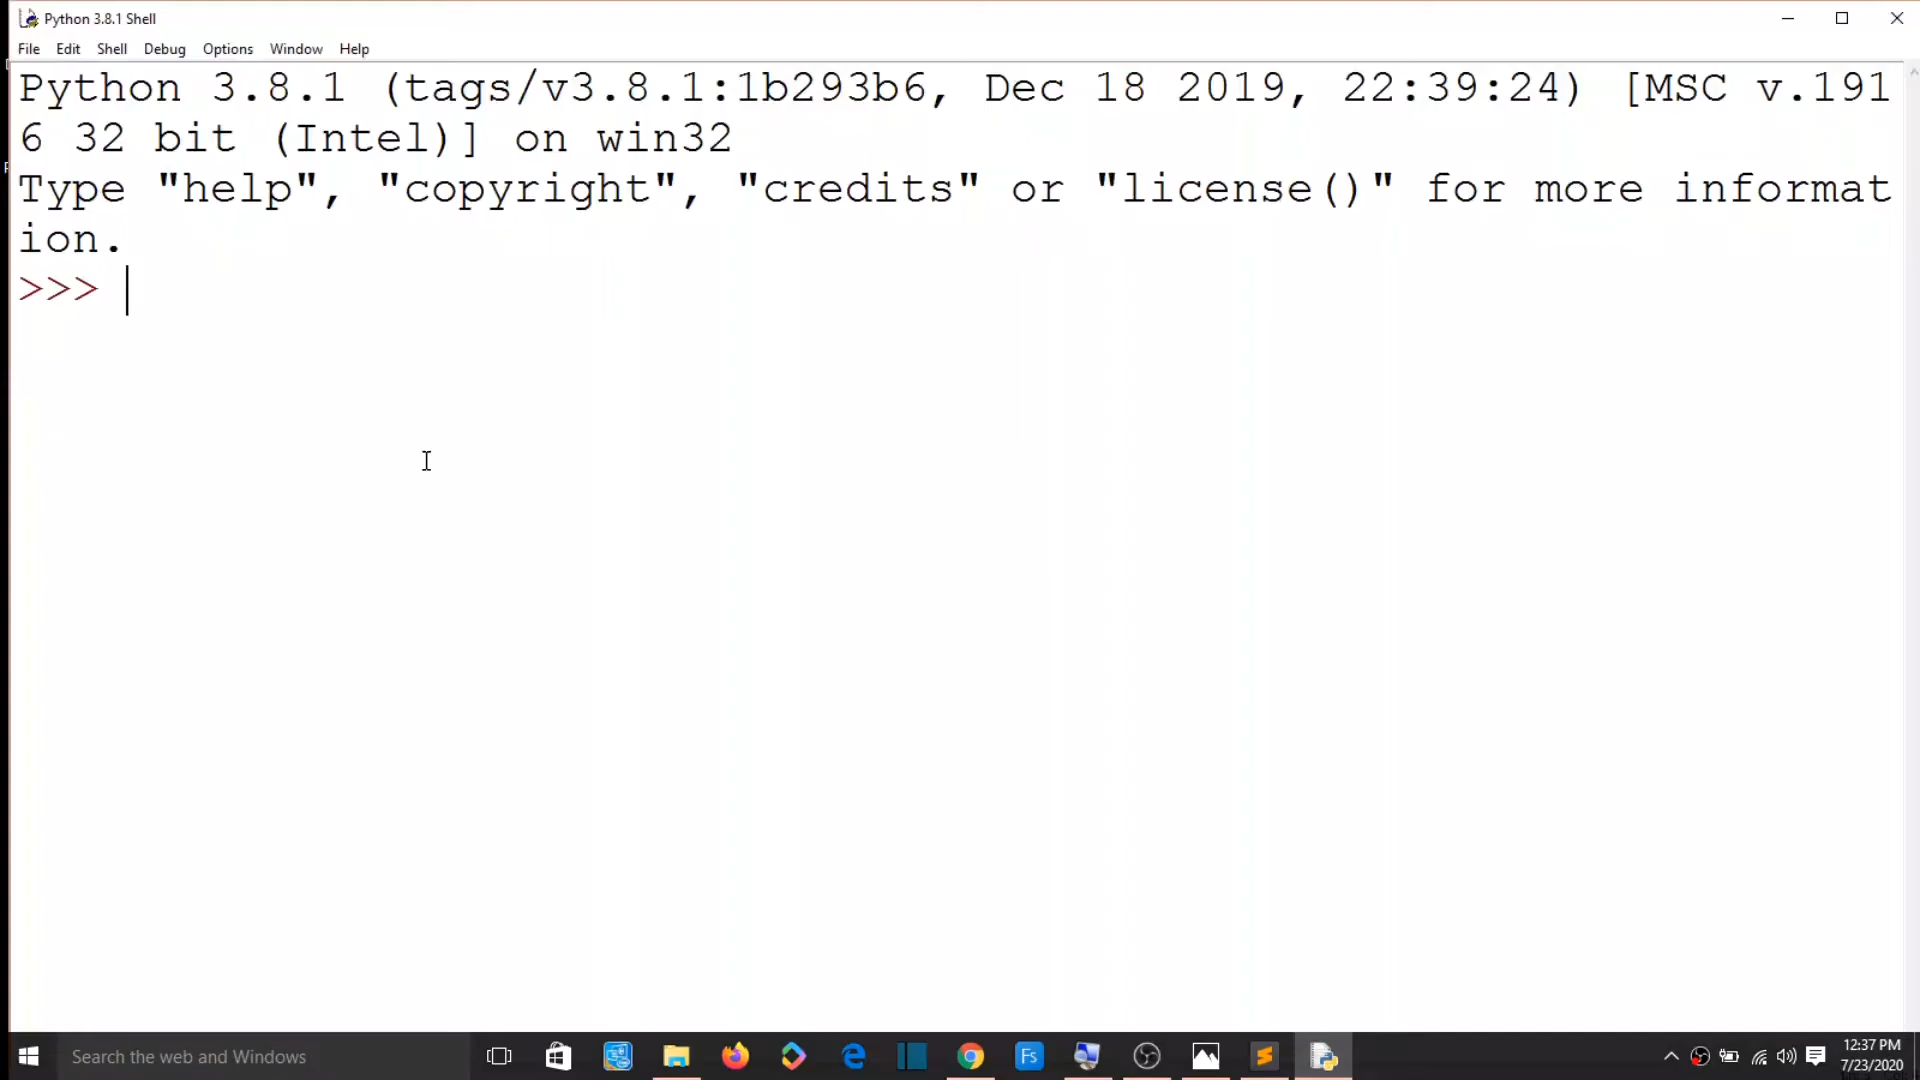 Python 3.8.1 Shell
File Edit Shell Debug Options Window Help
Python 3.8.1 (tags/v3.8.1:1b293b6, Dec 18 2019, 22:39:24) [MSC v.191
6 32 bit (Intel)] on win32
Type "help", "copyright", "credits" or "license()" for more informat
ion.
>>>
Search the web and Windows
Fs
12:37 PM
7/23/2020